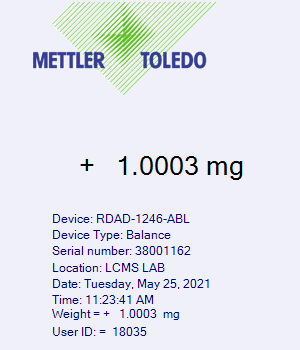 METTLER TOLEDO
+ 1.0003 mg
Device: RDAD-1246-ABL
Device Type: Balance
Serial number: 38001162
Location: LCMS LAB
Date: Tuesday, May 25, 2021
Time: 11:23:41 AM
Weight = + 1.0003 mg
User ID: = 18035